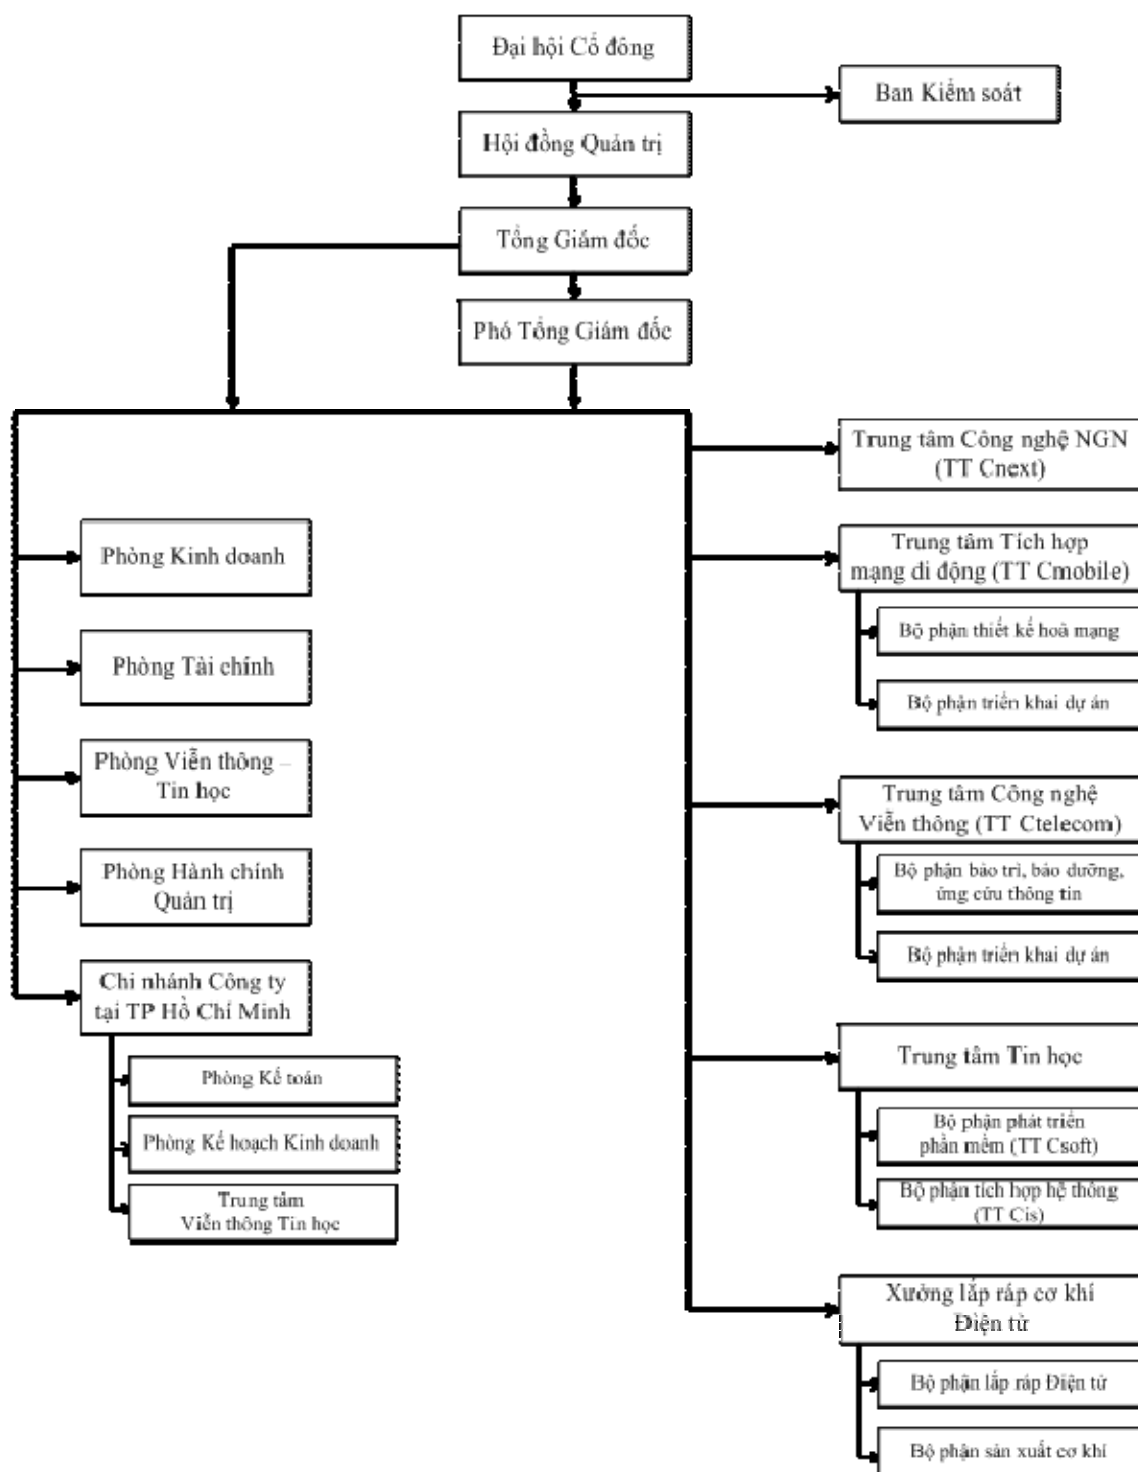 Đại hội Cổ đông
Ban Kiểm soát
Hội đồng Quản trị
Tổng Giám đốc
Phó Tổng Giám đốc
Phòng Kinh doanh
Phòng Tài chính
Phòng Viễn thông –
Tin học
Phòng Hành chính
Quản trị
Chi nhánh Công ty
tại TP Hồ Chí Minh
Phòng Kế toán
Phòng Kế hoạch Kinh doanh
Trung tâm
Viễn thông Tin học
Trung tâm Công nghệ NGN
(TT Cnext)
Trung tâm Tích hợp
mạng di động (TT Cmobile)
Bộ phận thiết kế hoà mạng
Bộ phận triển khai dự án
Trung tâm Công nghệ
Viễn thông (TT Ctelecom)
Bộ phận bảo trì, bảo dưỡng,
ứng cứu thông tin
Bộ phận triển khai dự án
Trung tâm Tin học
Bộ phận phát triển
phần mềm (TT Csoft)
Bộ phận tích hợp hệ thống
(TT Cis)
Xưởng lắp ráp cơ khí
Điện tử
Bộ phận lắp ráp Điện tử
Bộ phận sản xuất cơ khí